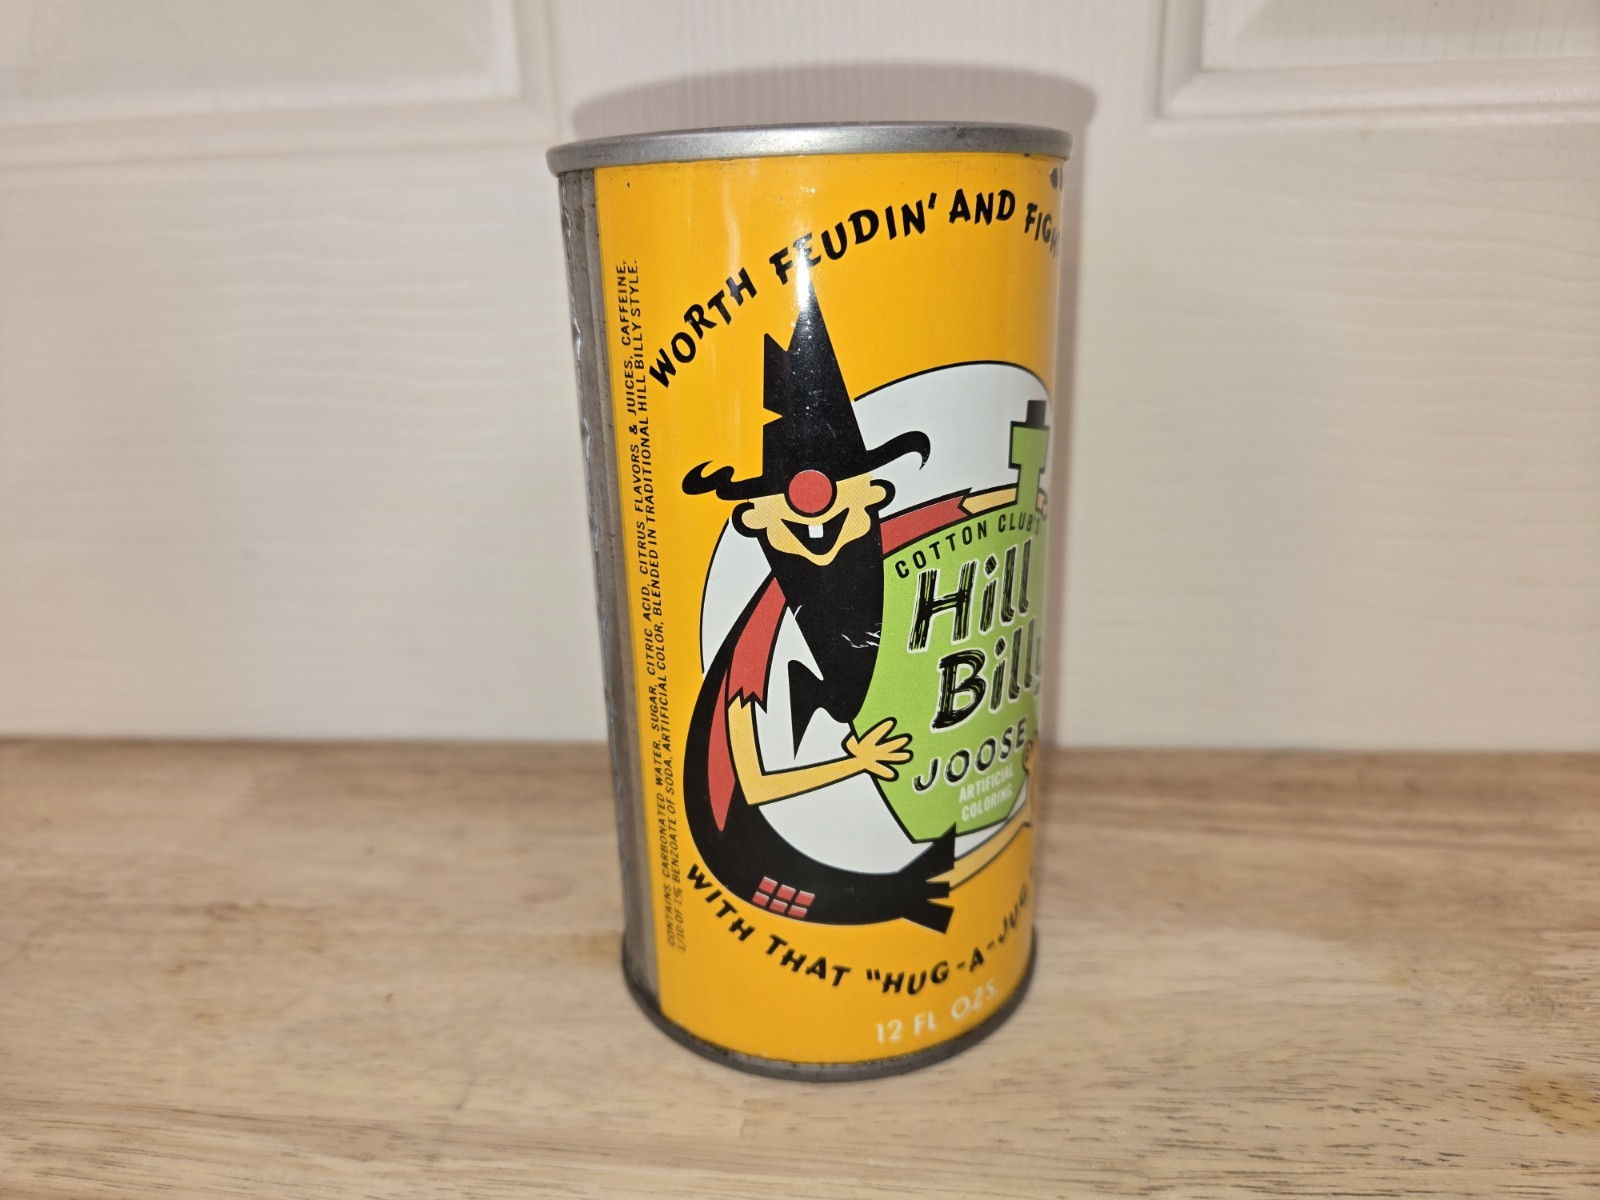 WORTH FEUDIN' AND FIGH
COTTON CLUB'S
Hill
Billy
JOOSE
ARTIFICIAL
COLORING
WITH THAT "HUG-A-JUG
12 FL OZS.
CONTAINS CARBONATED WATER, SUGAR, CITRIC ACID, CITRUS FLAVORS & JUICES, CAFFEINE,
1/10 OF 1% BENZOATE OF SODA, ARTIFICIAL COLOR, BLENDED IN TRADITIONAL HILL BILLY STYLE.